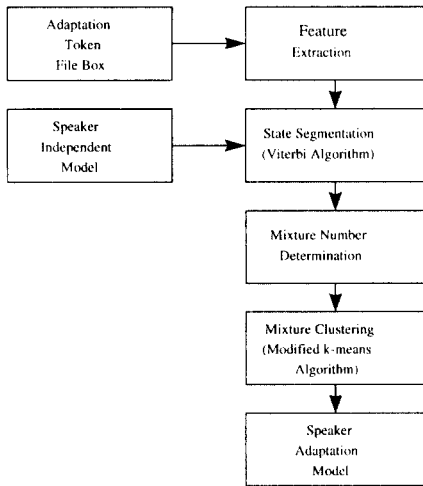 Adaptation
Token
File Box
Feature
Extraction
Speaker
Independent
Model
State Segmentation
(Viterbi Algorithm)
Mixture Number
Determination
Mixture Clustering
(Modified k-means
Algorithm)
Speaker
Adaptation
Model